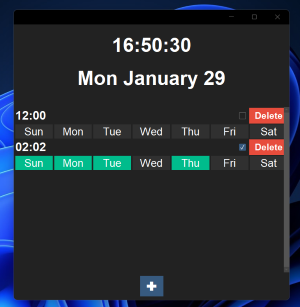 16:50:30
Mon January 29
12:00 Delete
Sun Mon Tue Wed Thu Fri Sat
02:02 Delete
Sun Mon Tue Wed Thu Fri Sat